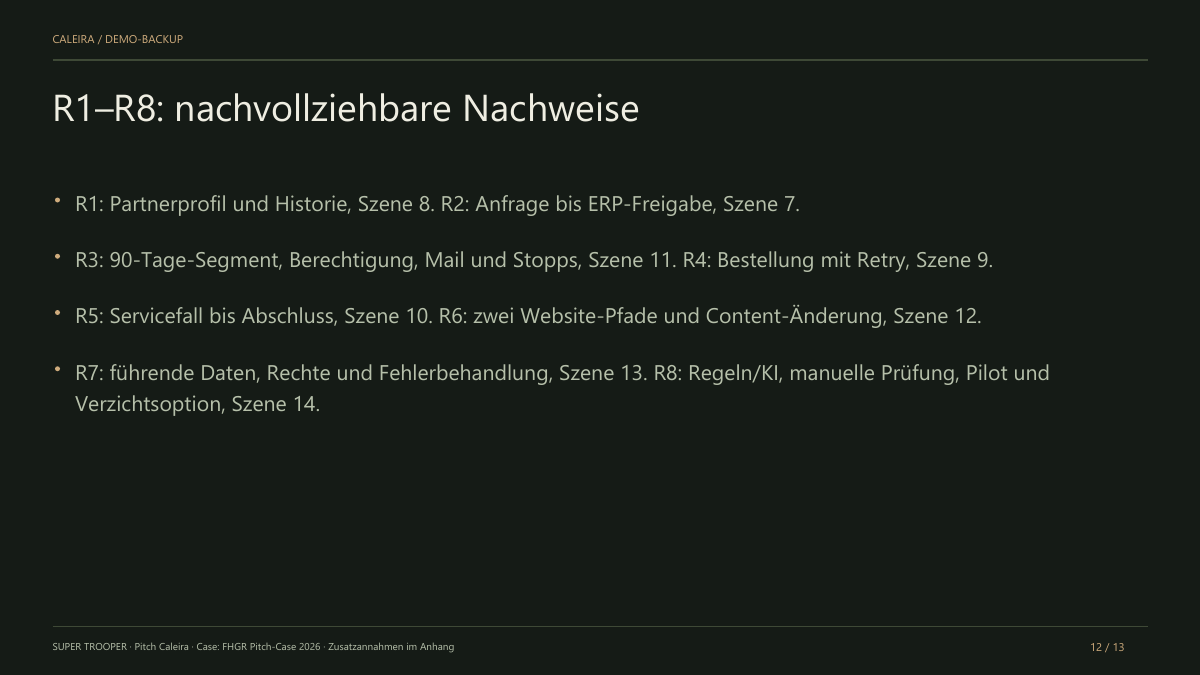 CALEIRA / DEMO-BACKUP
R1–R8: nachvollziehbare Nachweise
• R1: Partnerprofil und Historie, Szene 8. R2: Anfrage bis ERP-Freigabe, Szene 7.
• R3: 90-Tage-Segment, Berechtigung, Mail und Stopps, Szene 11. R4: Bestellung mit Retry, Szene 9.
• R5: Servicefall bis Abschluss, Szene 10. R6: zwei Website-Pfade und Content-Änderung, Szene 12.
• R7: führende Daten, Rechte und Fehlerbehandlung, Szene 13. R8: Regeln/KI, manuelle Prüfung, Pilot und
Verzichtsoption, Szene 14.
SUPER TROOPER · Pitch Caleira · Case: FHGR Pitch-Case 2026 · Zusatzannahmen im Anhang
12 / 13